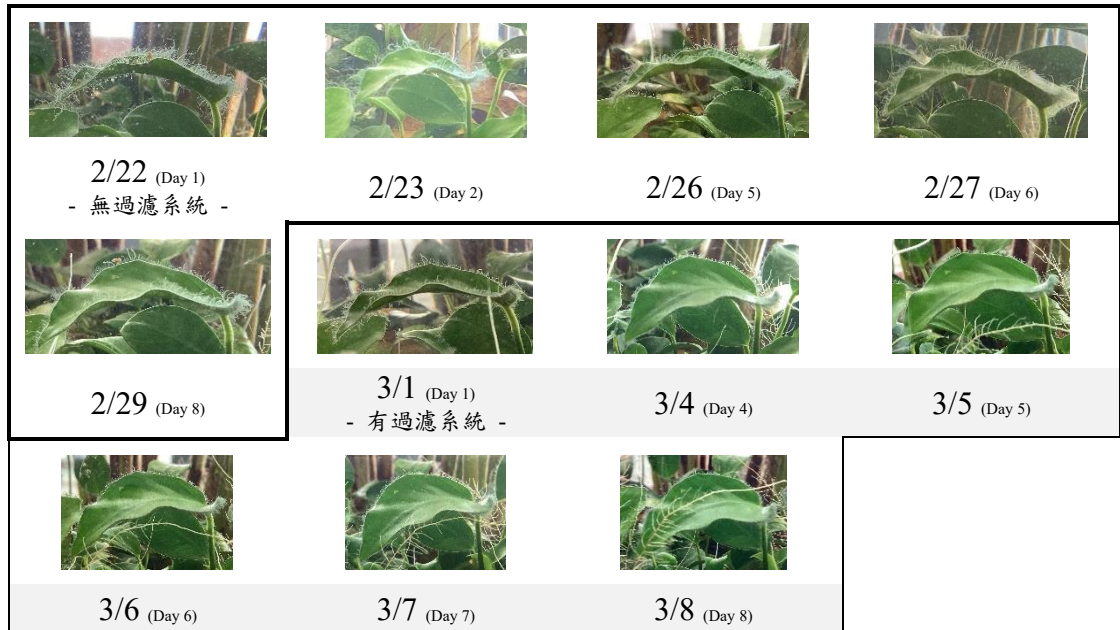 2/22 (Day 1)
- 無過濾系統 -
2/23 (Day 2)
2/26 (Day 5)
2/27 (Day 6)
2/29 (Day 8)
3/1 (Day 1)
- 有過濾系統 -
3/4 (Day 4)
3/5 (Day 5)
3/6 (Day 6)
3/7 (Day 7)
3/8 (Day 8)